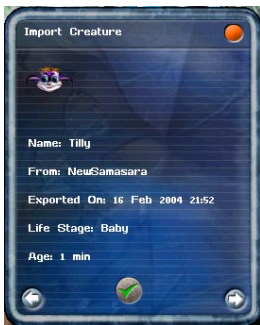 Import Creature
Name: Tilly
From: NewSamasara
Exported On: 16 Feb 2004 21:52
Life Stage: Baby
Age: 1 min